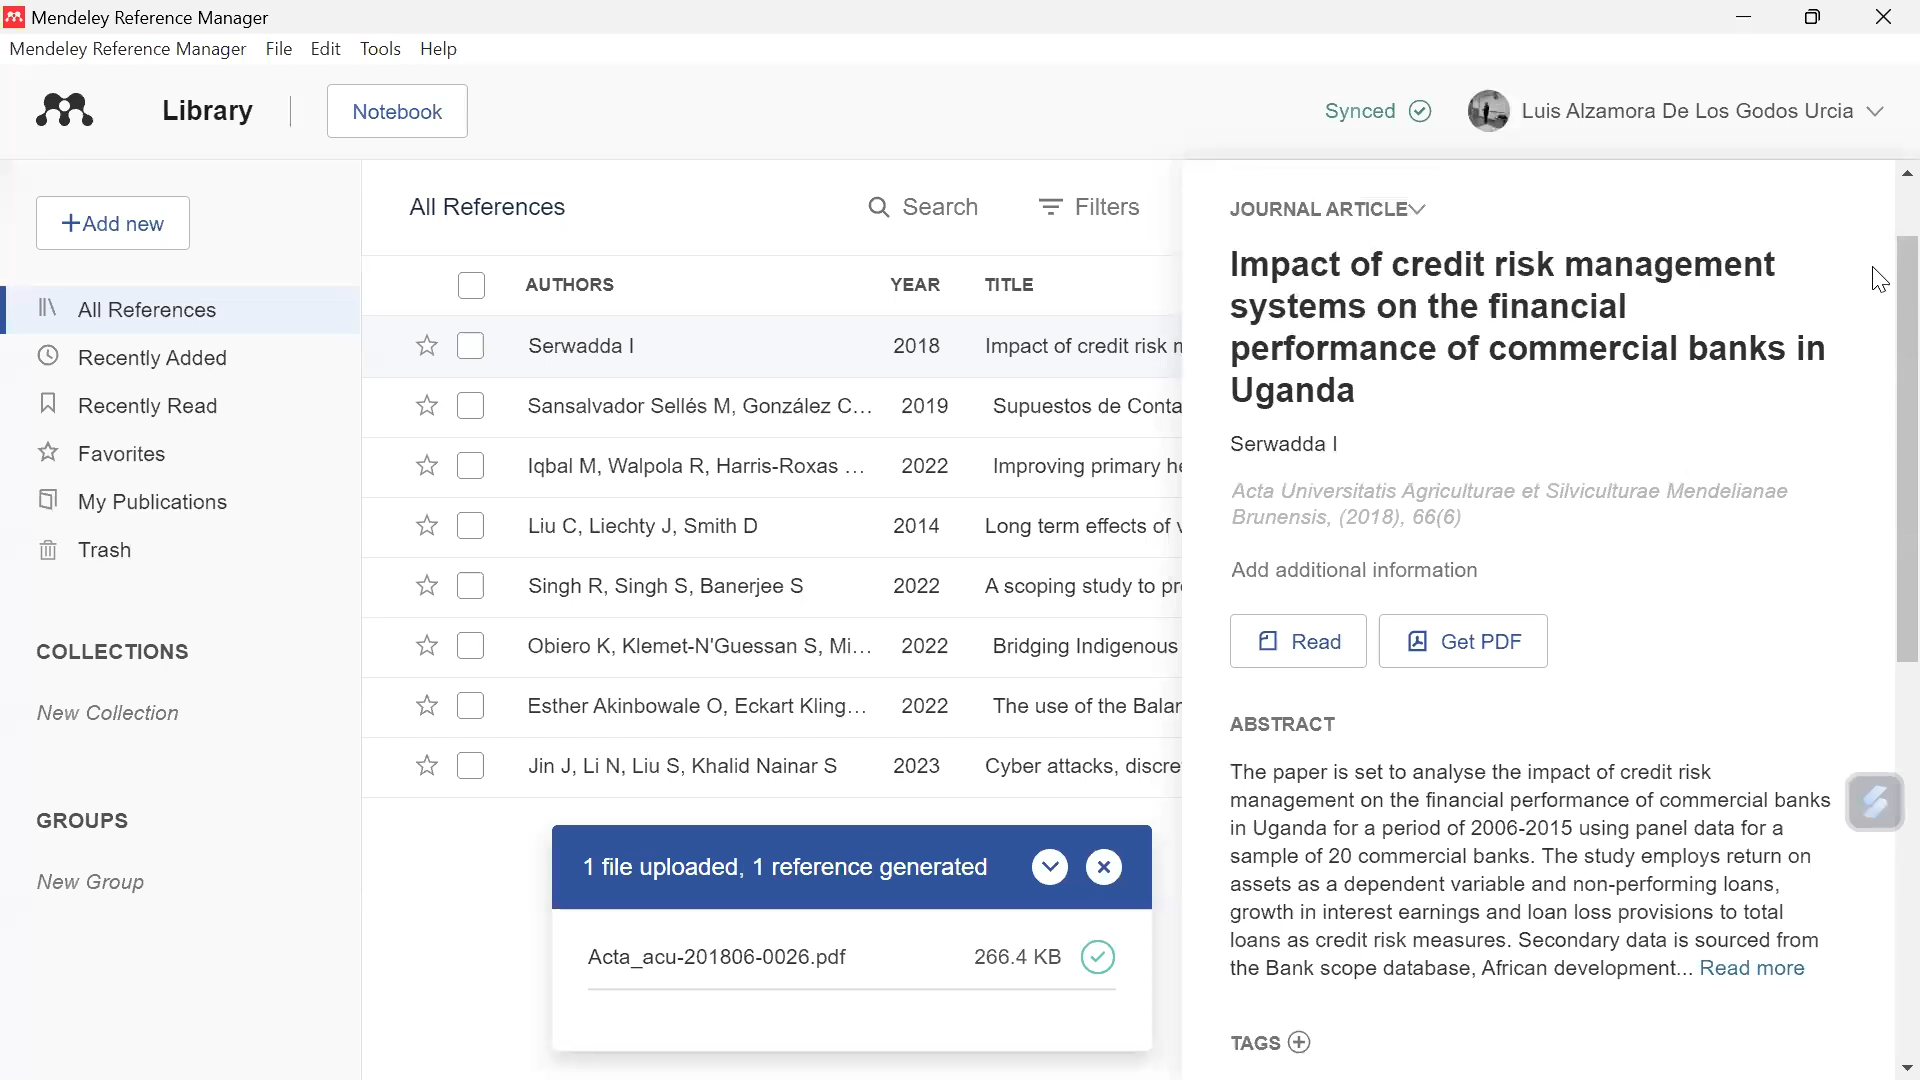 Mendeley Reference Manager
Mendeley Reference Manager File Edit Tools Help
Library
Notebook
Synced
Luis Alzamora De Los Godos Urcia
+Add new
All References
Recently Added
Recently Read
Favorites
My Publications
Trash
COLLECTIONS
New Collection
GROUPS
New Group
All References
Search
Filters
AUTHORS YEAR TITLE
Serwadda I 2018 Impact of credit risk
Sansalvador Sellés M, González C... 2019 Supuestos de Conta
Iqbal M, Walpola R, Harris-Roxas ... 2022 Improving primary he
Liu C, Liechty J, Smith D 2014 Long term effects of
Singh R, Singh S, Banerjee S 2022 A scoping study to pr
Obiero K, Klemet-N'Guessan S, Mi... 2022 Bridging Indigenous
Esther Akinbowale O, Eckart Kling... 2022 The use of the Balan
Jin J, Li N, Liu S, Khalid Nainar S 2023 Cyber attacks, discre
1 file uploaded, 1 reference generated
Acta_acu-201806-0026.pdf 266.4 KB
JOURNAL ARTICLE
Impact of credit risk management
systems on the financial
performance of commercial banks in
Uganda
Serwadda I
Acta Universitatis Agriculturae et Silviculturae Mendelianae
Brunensis, (2018), 66(6)
Add additional information
Read
Get PDF
ABSTRACT
The paper is set to analyse the impact of credit risk
management on the financial performance of commercial banks
in Uganda for a period of 2006-2015 using panel data for a
sample of 20 commercial banks. The study employs return on
assets as a dependent variable and non-performing loans,
growth in interest earnings and loan loss provisions to total
loans as credit risk measures. Secondary data is sourced from
the Bank scope database, African development... Read more
TAGS